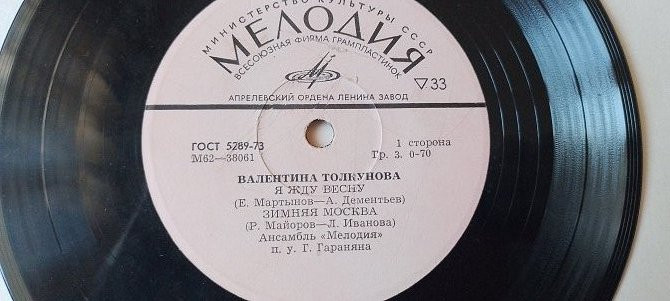 МИНИСТЕРСТВО КУЛЬТУРЫ СССР
МЕЛОДИЯ
ВСЕСОЮЗНАЯ ФИРМА ГРАМПЛАСТИНОК
▽33
АПРЕЛЕВСКИЙ ОРДЕНА ЛЕНИНА ЗАВОД
ГОСТ 5289-73
М62—38061
1 сторона
Гр. 3. 0-70
ВАЛЕНТИНА ТОЛКУНОВА
Я ЖДУ ВЕСНУ
(Е. Мартынов—А. Дементьев)
ЗИМНЯЯ МОСКВА
(Р. Майоров—Л. Иванова)
Ансамбль «Мелодия»
п. у. Г. Гараняна